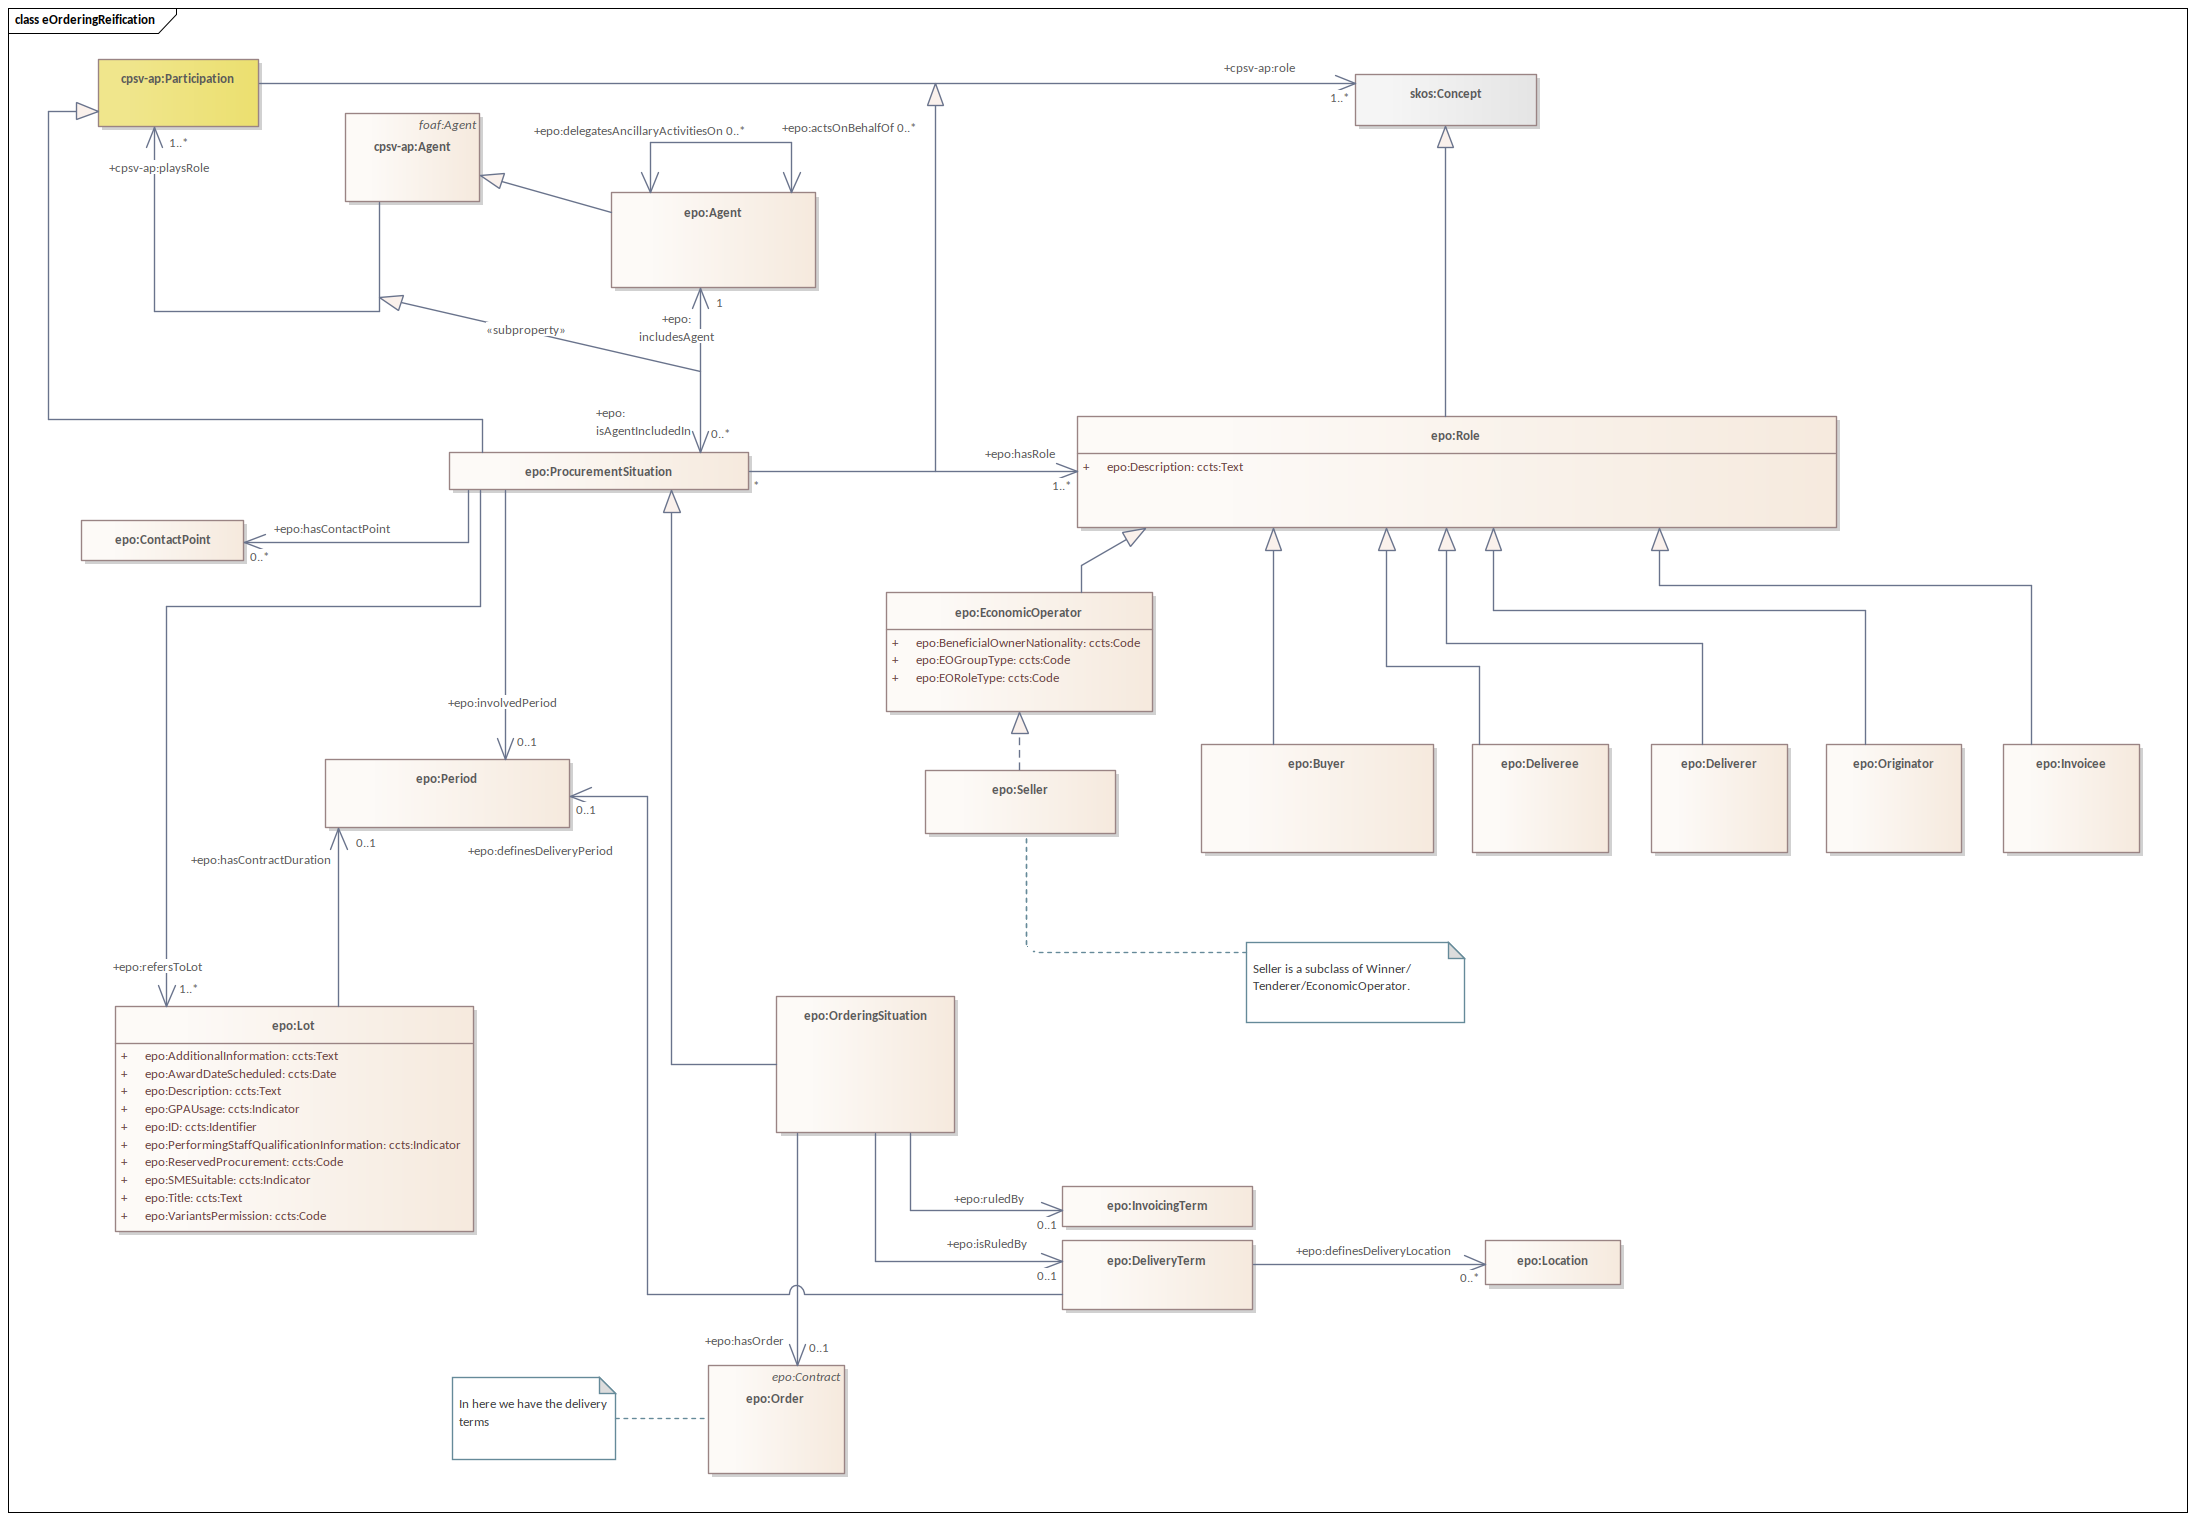 class eOrderingReification
cpsv-ap:Participation
+cpsv-ap:role
1..*
skos:Concept
foaf:Agent
cpsv-ap:Agent
+epo:delegatesAncillaryActivitiesOn 0..*
+epo:actsOnBehalfOf 0..*
1..*
+cpsv-ap:playsRole
epo:Agent
1
+epo:
includesAgent
«subproperty»
+epo:
isAgentIncludedIn
0..*
epo:ProcurementSituation
*
+epo:hasRole
1..*
epo:Role
+ epo:Description: ccts:Text
epo:ContactPoint
+epo:hasContactPoint
0..*
epo:EconomicOperator
+ epo:BeneficialOwnerNationality: ccts:Code
+ epo:EOGroupType: ccts:Code
+ epo:EORoleType: ccts:Code
+epo:involvedPeriod
0..1
epo:Period
0..1
epo:Seller
epo:Buyer
epo:Deliveree
epo:Deliverer
epo:Originator
epo:Invoicee
0..1
+epo:hasContractDuration
+epo:definesDeliveryPeriod
+epo:refersToLot
1..*
Seller is a subclass of Winner/
Tenderer/EconomicOperator.
epo:Lot
+ epo:AdditionalInformation: ccts:Text
+ epo:AwardDateScheduled: ccts:Date
+ epo:Description: ccts:Text
+ epo:GPAUsage: ccts:Indicator
+ epo:ID: ccts:Identifier
+ epo:PerformingStaffQualificationInformation: ccts:Indicator
+ epo:ReservedProcurement: ccts:Code
+ epo:SMESuitable: ccts:Indicator
+ epo:Title: ccts:Text
+ epo:VariantsPermission: ccts:Code
epo:OrderingSituation
+epo:ruledBy
0..1
epo:InvoicingTerm
+epo:isRuledBy
0..1
epo:DeliveryTerm
+epo:definesDeliveryLocation
0..*
epo:Location
+epo:hasOrder
0..1
epo:Contract
epo:Order
In here we have the delivery
terms